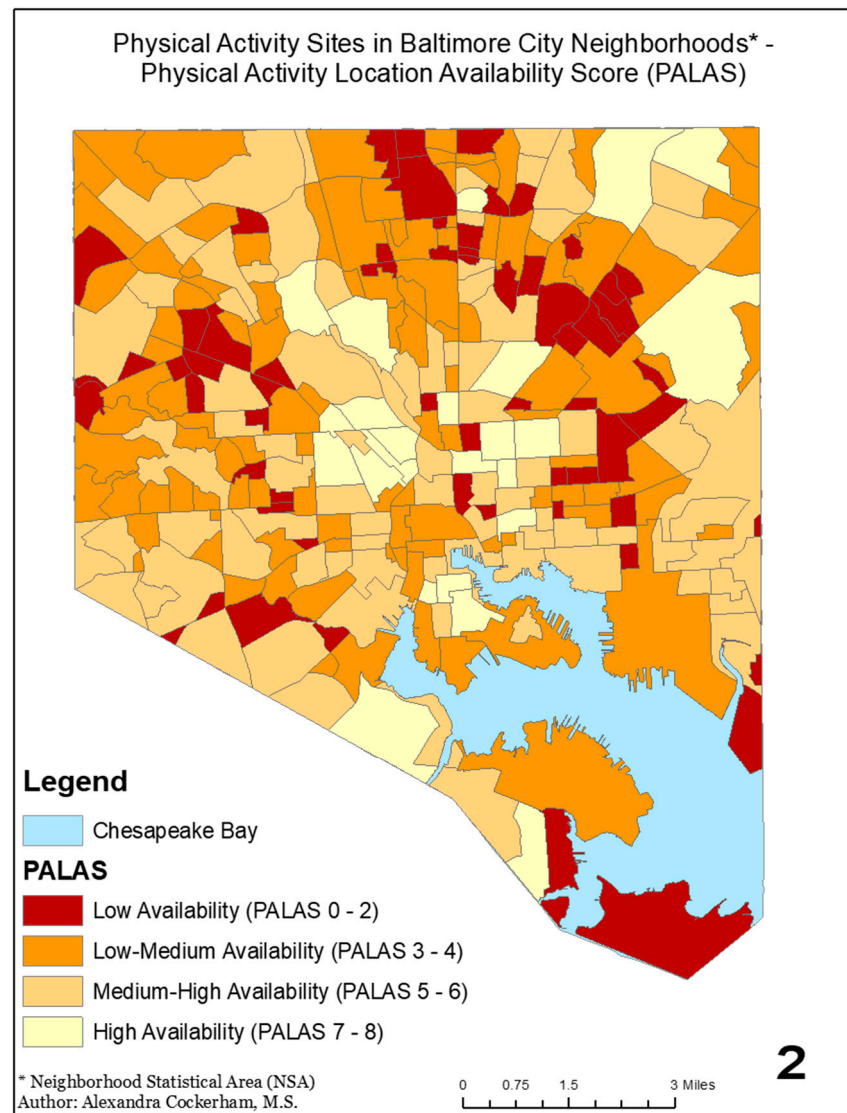 Physical Activity Sites in Baltimore City Neighborhoods* -
Physical Activity Location Availability Score (PALAS)
Legend
Chesapeake Bay
PALAS
Low Availability (PALAS 0 - 2)
Low-Medium Availability (PALAS 3 - 4)
Medium-High Availability (PALAS 5 - 6)
High Availability (PALAS 7 - 8)
* Neighborhood Statistical Area (NSA)
Author: Alexandra Cockerham, M.S.
0 0.75 1.5 3 Miles
2